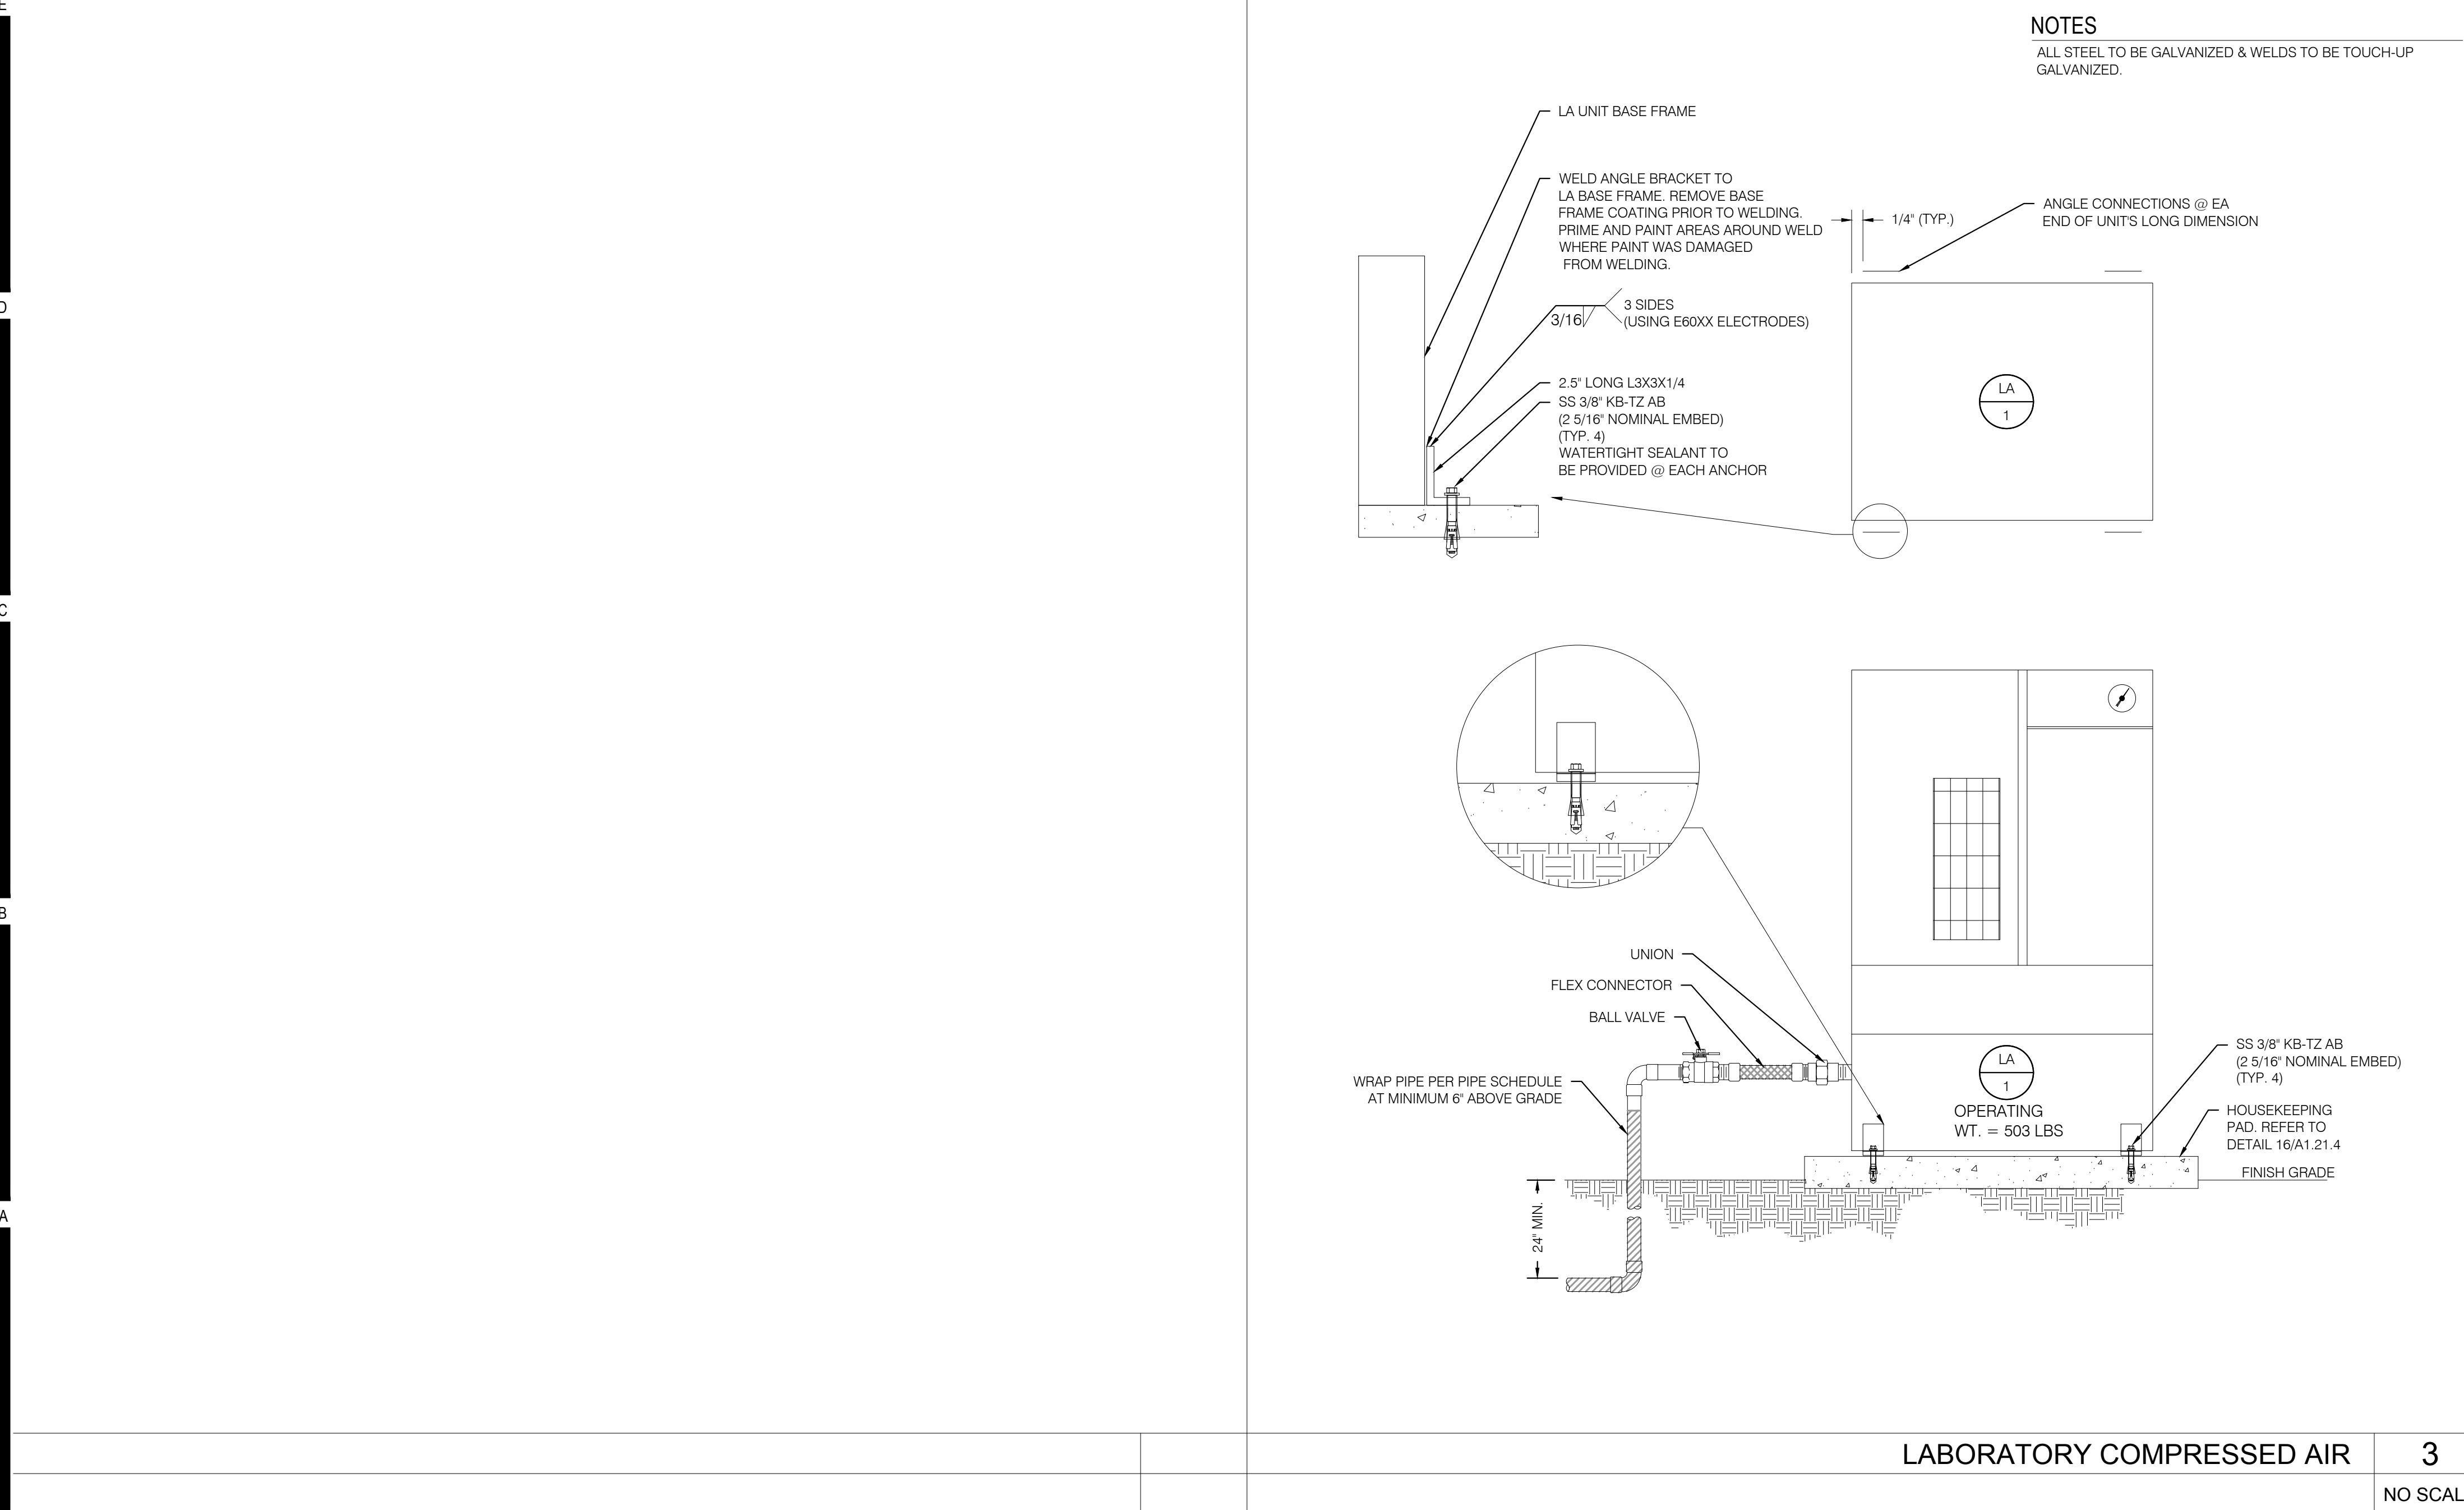 E
D
C
B
A
NOTES
ALL STEEL TO BE GALVANIZED & WELDS TO BE TOUCH-UP
GALVANIZED.
LA UNIT BASE FRAME
WELD ANGLE BRACKET TO
LA BASE FRAME. REMOVE BASE
FRAME COATING PRIOR TO WELDING.
PRIME AND PAINT AREAS AROUND WELD
WHERE PAINT WAS DAMAGED
FROM WELDING.
1/4" (TYP.)
ANGLE CONNECTIONS @ EA
END OF UNIT'S LONG DIMENSION
3/16
3 SIDES
(USING E60XX ELECTRODES)
2.5" LONG L3X3X1/4
SS 3/8" KB-TZ AB
(2 5/16" NOMINAL EMBED)
(TYP. 4)
WATERTIGHT SEALANT TO
BE PROVIDED @ EACH ANCHOR
LA
1
UNION
FLEX CONNECTOR
BALL VALVE
WRAP PIPE PER PIPE SCHEDULE
AT MINIMUM 6" ABOVE GRADE
LA
1
OPERATING
WT. = 503 LBS
SS 3/8" KB-TZ AB
(2 5/16" NOMINAL EMBED)
(TYP. 4)
HOUSEKEEPING
PAD. REFER TO
DETAIL 16/A1.21.4
FINISH GRADE
24" MIN.
LABORATORY COMPRESSED AIR
3
NO SCAL